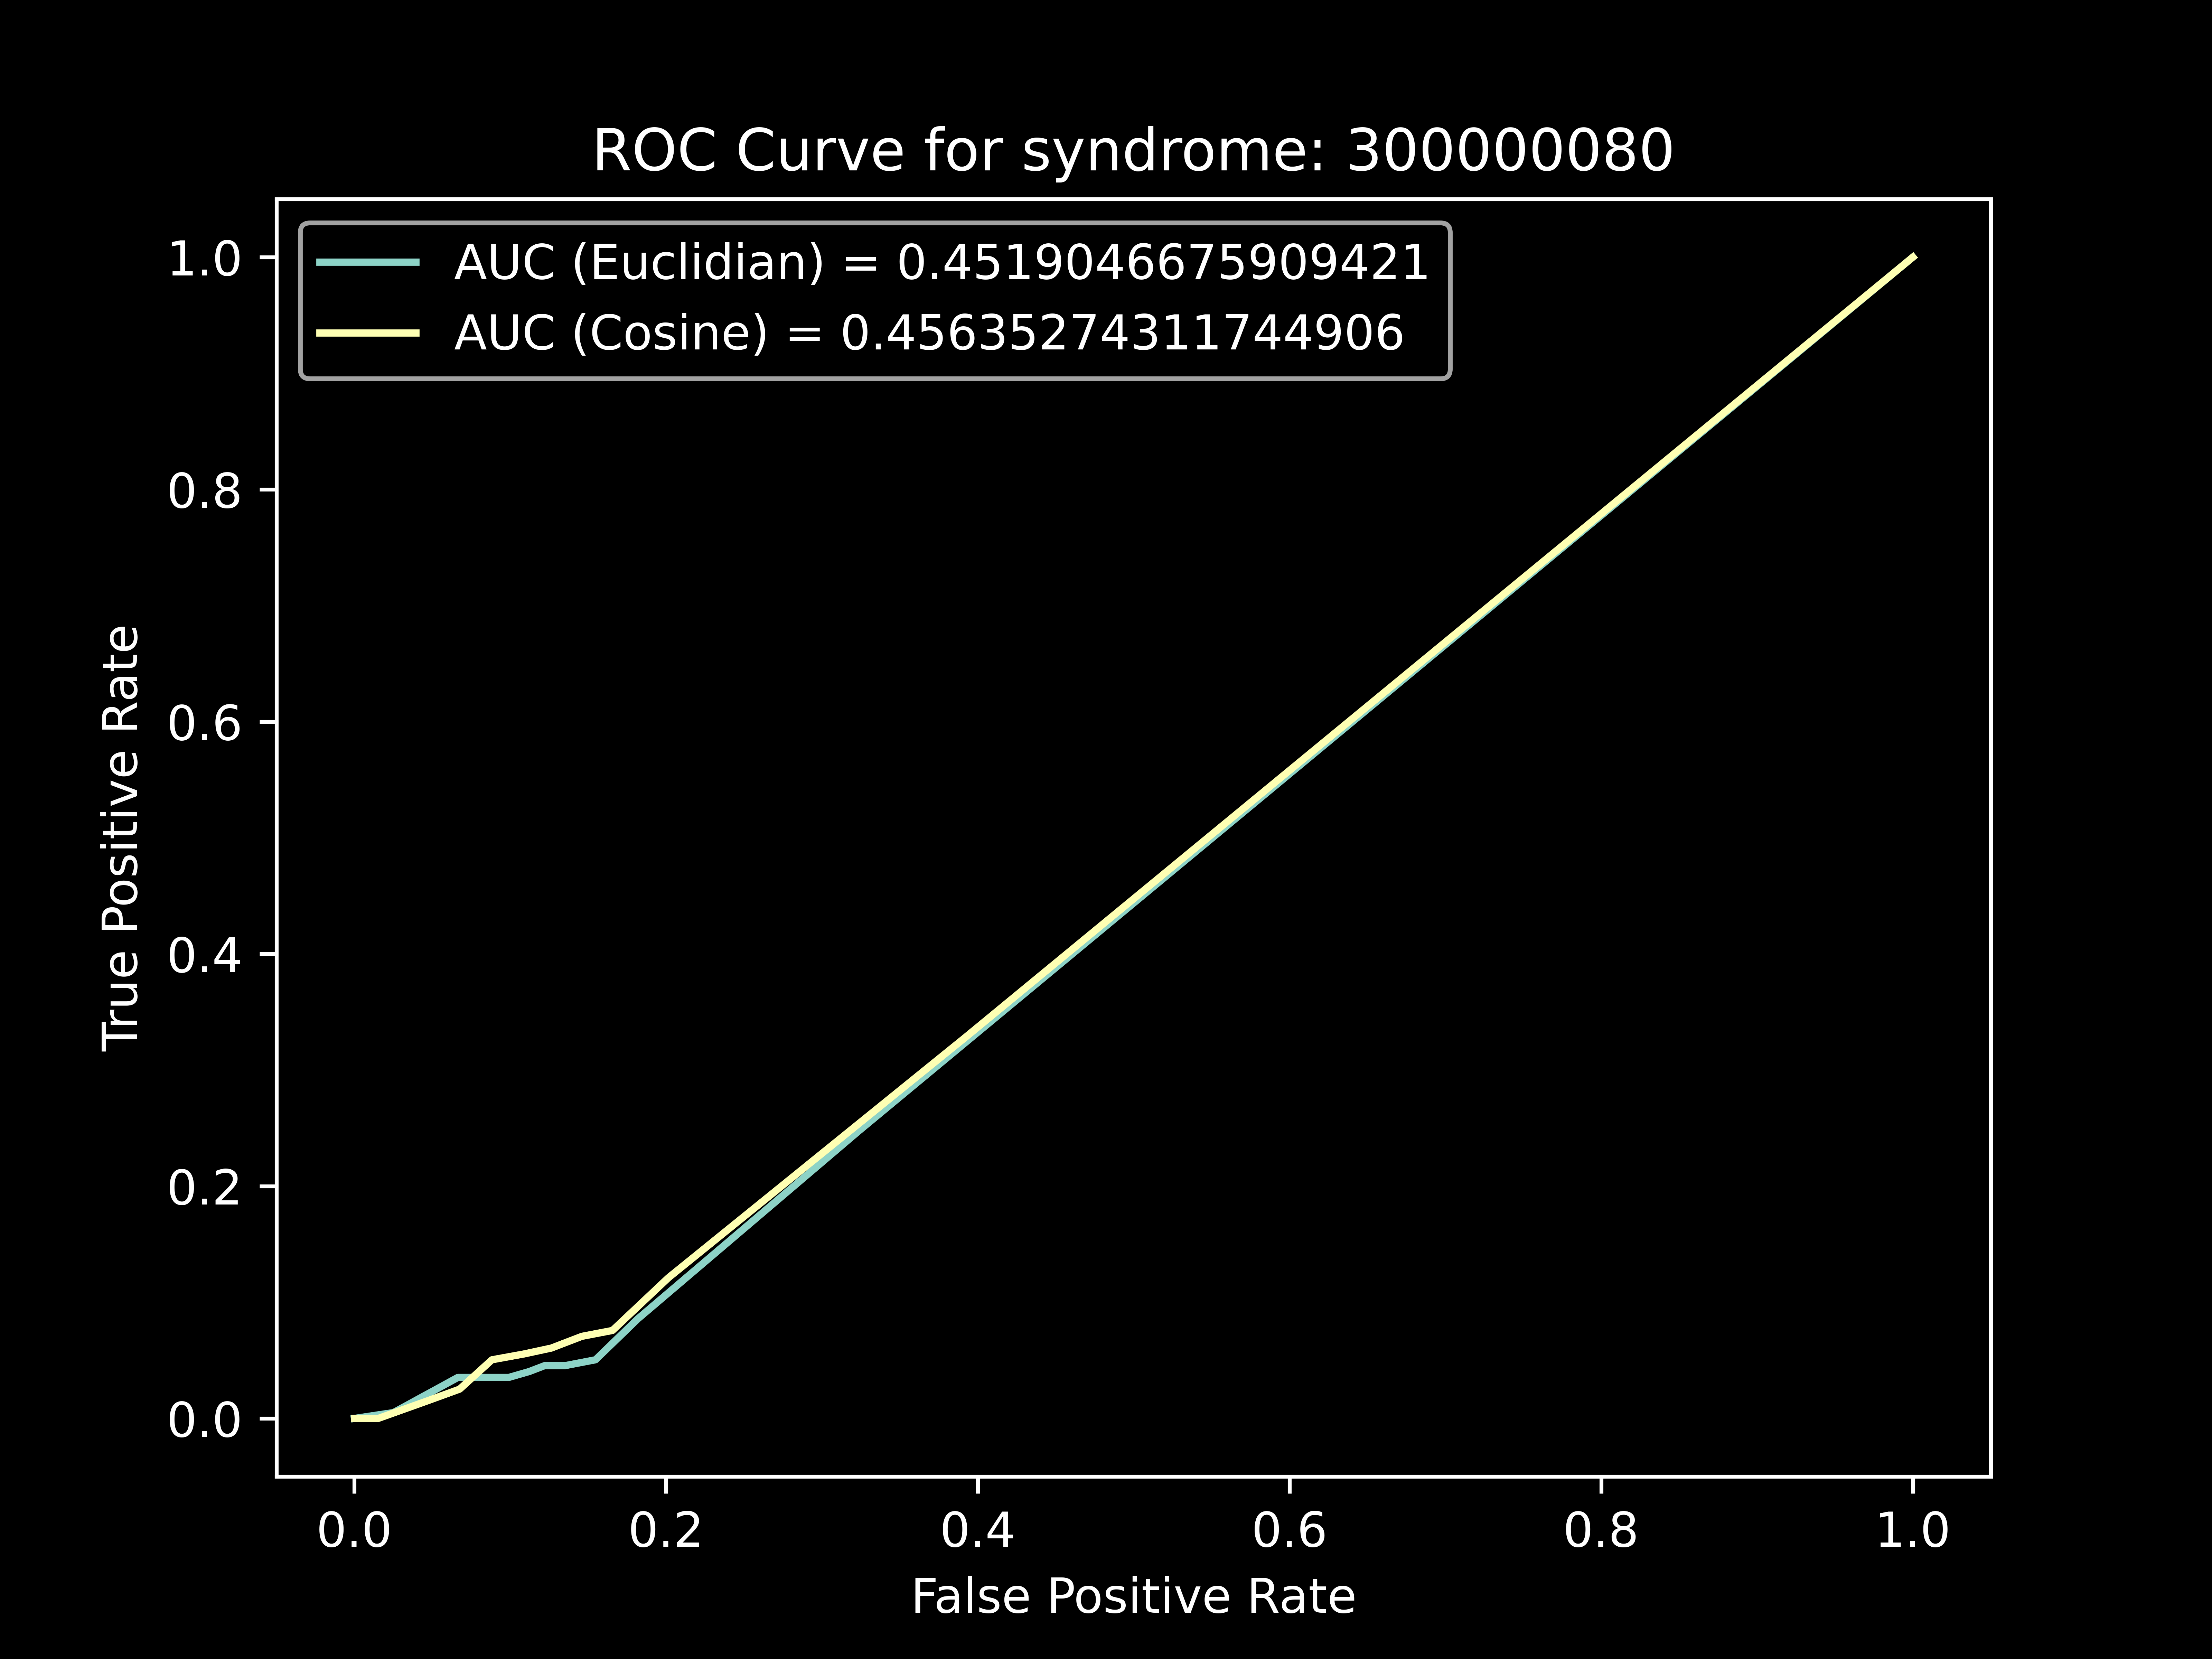 ROC Curve for syndrome: 300000080
AUC (Euclidian) = 0.4519046675909421
AUC (Cosine) = 0.456352743117​44906
1.0
0.8
0.6
0.4
0.2
0.0
True Positive Rate
0.0 0.2 0.4 0.6 0.8 1.0
False Positive Rate